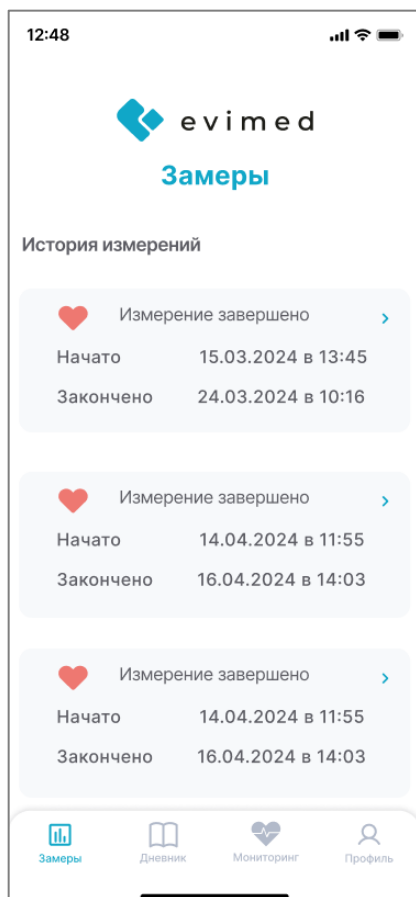 12:48
evimed
Замеры
История измерений
Измерение завершено
Начато 15.03.2024 в 13:45
Закончено 24.03.2024 в 10:16
Измерение завершено
Начато 14.04.2024 в 11:55
Закончено 16.04.2024 в 14:03
Измерение завершено
Начато 14.04.2024 в 11:55
Закончено 16.04.2024 в 14:03
Замеры Дневник Мониторинг Профиль